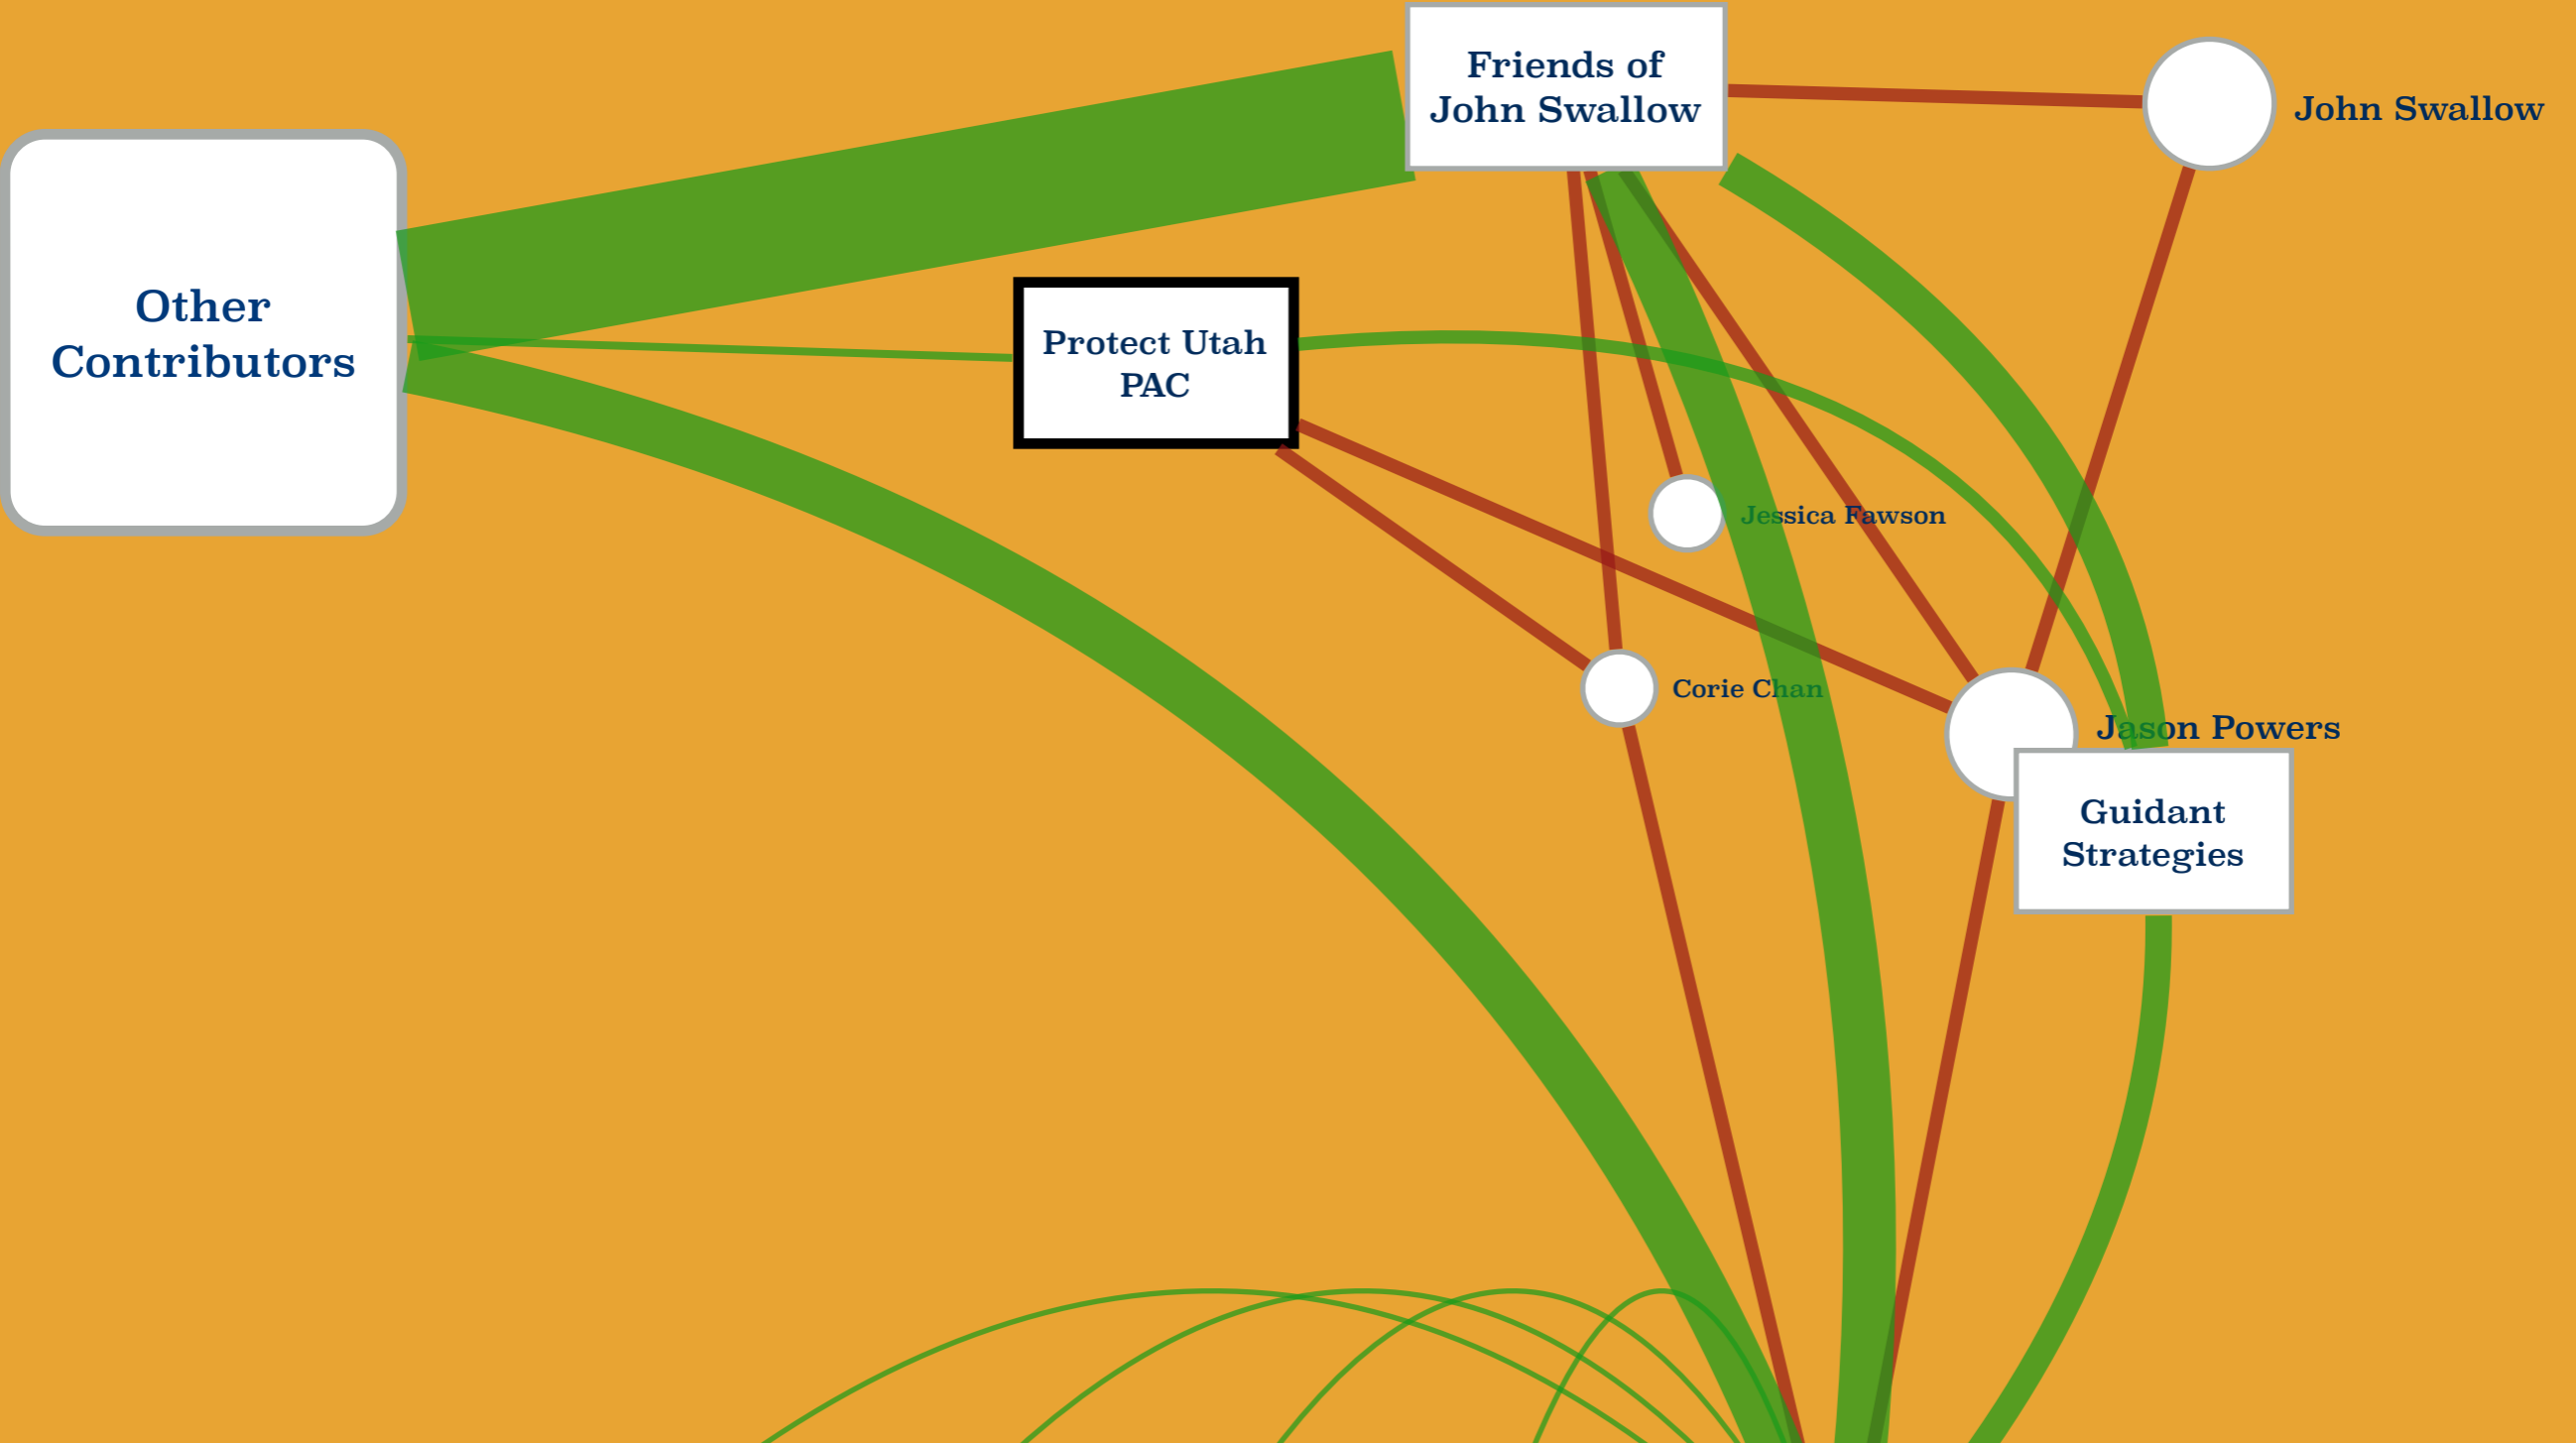 Friends of
John Swallow
John Swallow
Other
Contributors
Protect Utah
PAC
Jessica Fawson
Corie Chan
Jason Powers
Guidant
Strategies